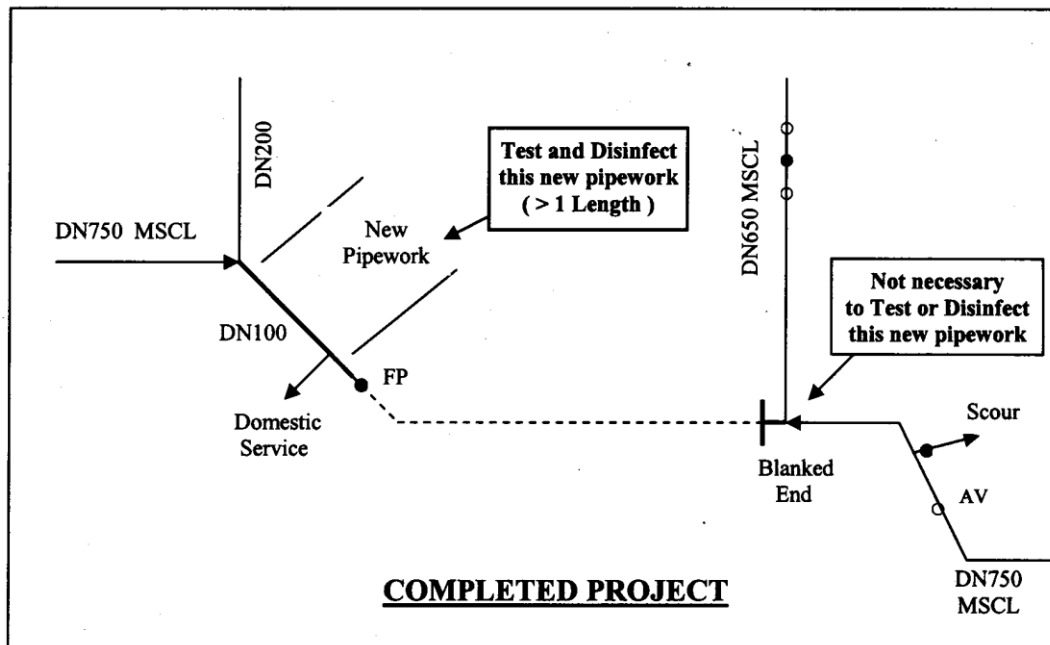 DN200
DN750 MSCL
Test and Disinfect
this new pipework
( > 1 Length )
New
Pipework
DN650 MSCL
Not necessary
to Test or Disinfect
this new pipework
DN100
FP
Domestic
Service
Blanked
End
Scour
AV
DN750
MSCL
COMPLETED PROJECT